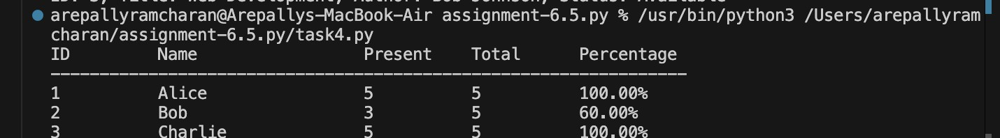 ID: 3, Title: Web Development, Author: Bob Johnson, Status: Available
arepallyramcharan@Arepallys-MacBook-Air assignment-6.5.py % /usr/bin/python3 /Users/arepallyram
charan/assignment-6.5.py/task4.py
ID Name Present Total Percentage
-----------------------------------------------------------------
1 Alice 5 5 100.00%
2 Bob 3 5 60.00%
3 Charlie 5 5 100.00%